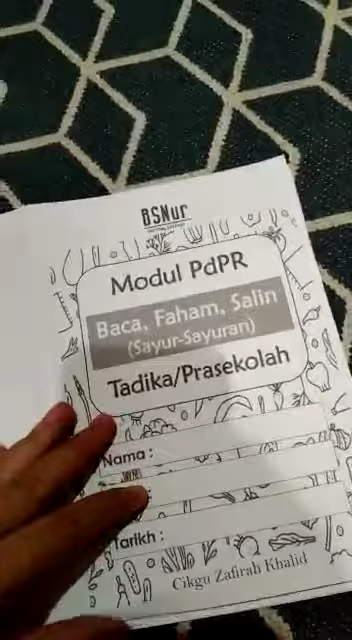 BSNur
Modul PdPR
Baca, Faham, Salin
(Sayur-Sayuran)
Tadika/Prasekolah
Nama :
:
Tarikh :
Cikgu Zafirah Khalid